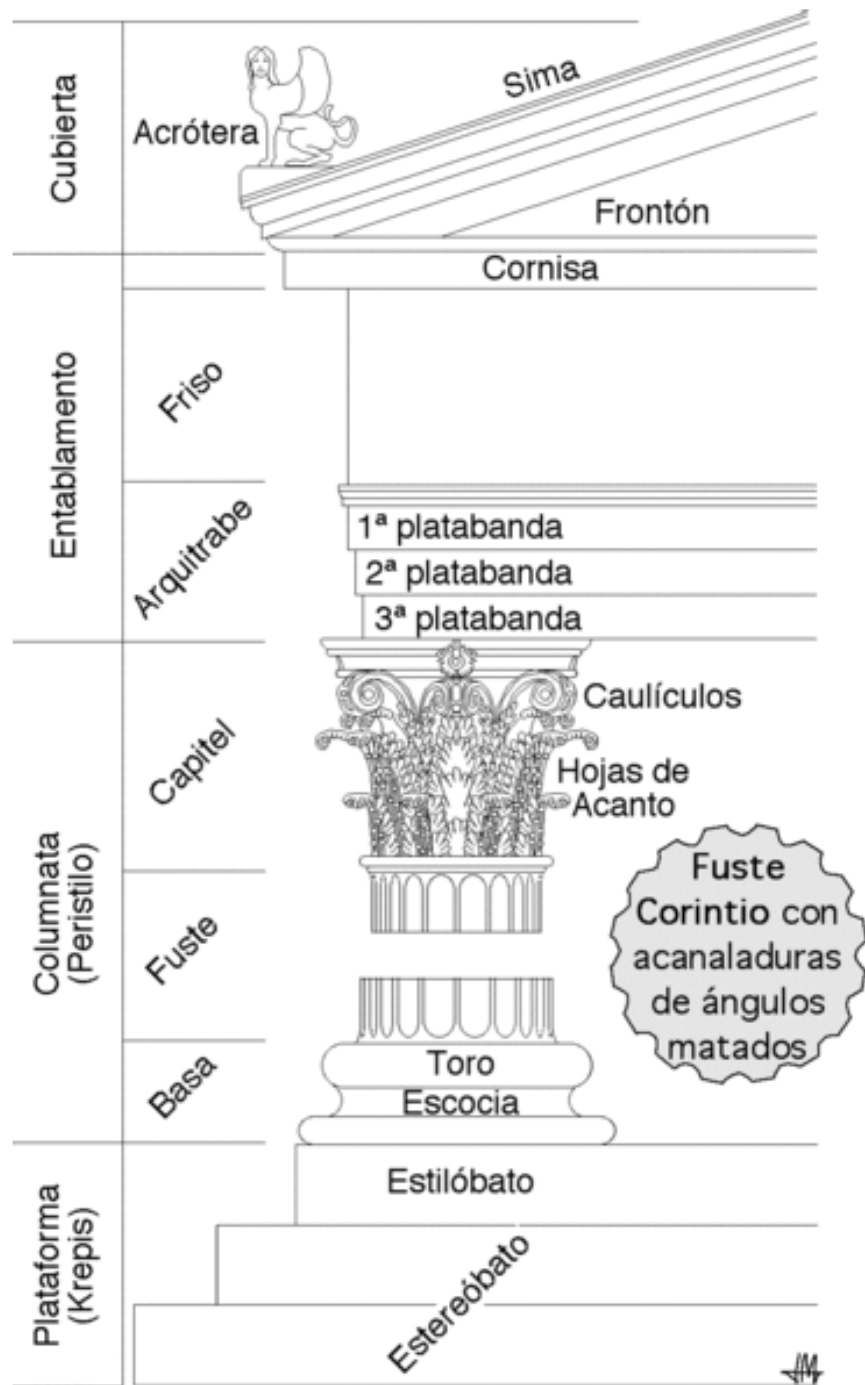 Cubierta
Acrótera
Sima
Frontón
Cornisa
Entablamento
Friso
Arquitrabe
1ª platabanda
2ª platabanda
3ª platabanda
Columnata
(Peristilo)
Capitel
Caulículos
Hojas de
Acanto
Fuste
Fuste
Corintio con
acanaladuras
de ángulos
matados
Basa
Toro
Escocia
Plataforma
(Krepis)
Estilóbato
Estereóbato